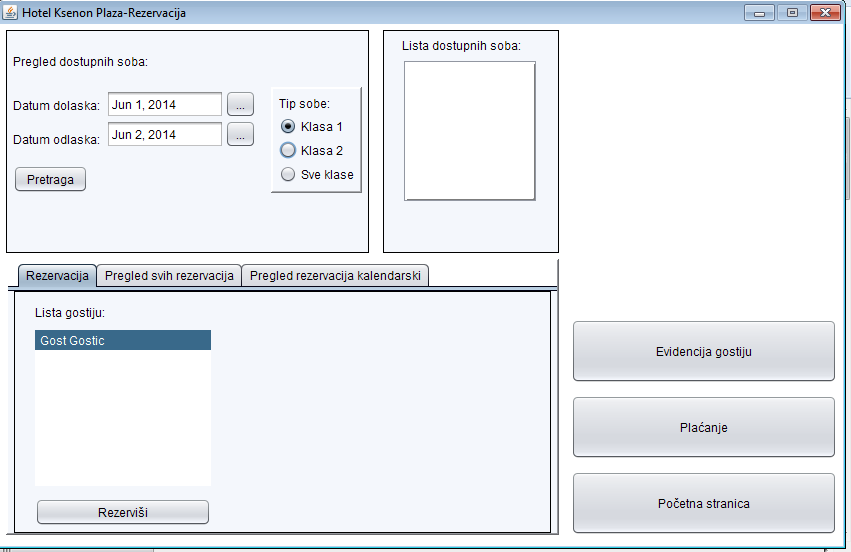 Hotel Ksenon Plaza-Rezervacija
Pregled dostupnih soba:
Datum dolaska: Jun 1, 2014 ...
Datum odlaska: Jun 2, 2014 ...
Pretraga
Tip sobe:
Klasa 1
Klasa 2
Sve klase
Lista dostupnih soba:
Rezervacija Pregled svih rezervacija Pregled rezervacija kalendarski
Lista gostiju:
Gost Gostic
Rezerviši
Evidencija gostiju
Plaćanje
Početna stranica